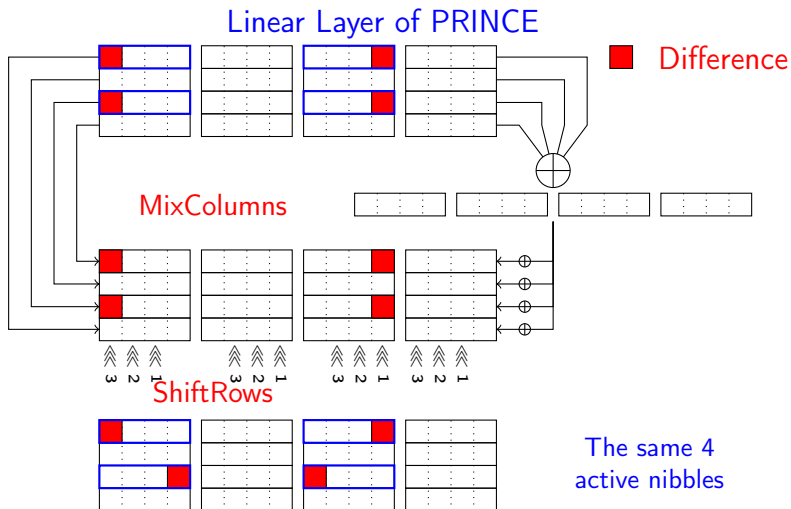 Linear Layer of PRINCE
Difference
MixColumns
3 2 1 3 2 1 3 2 1 3 2 1
ShiftRows
The same 4
active nibbles